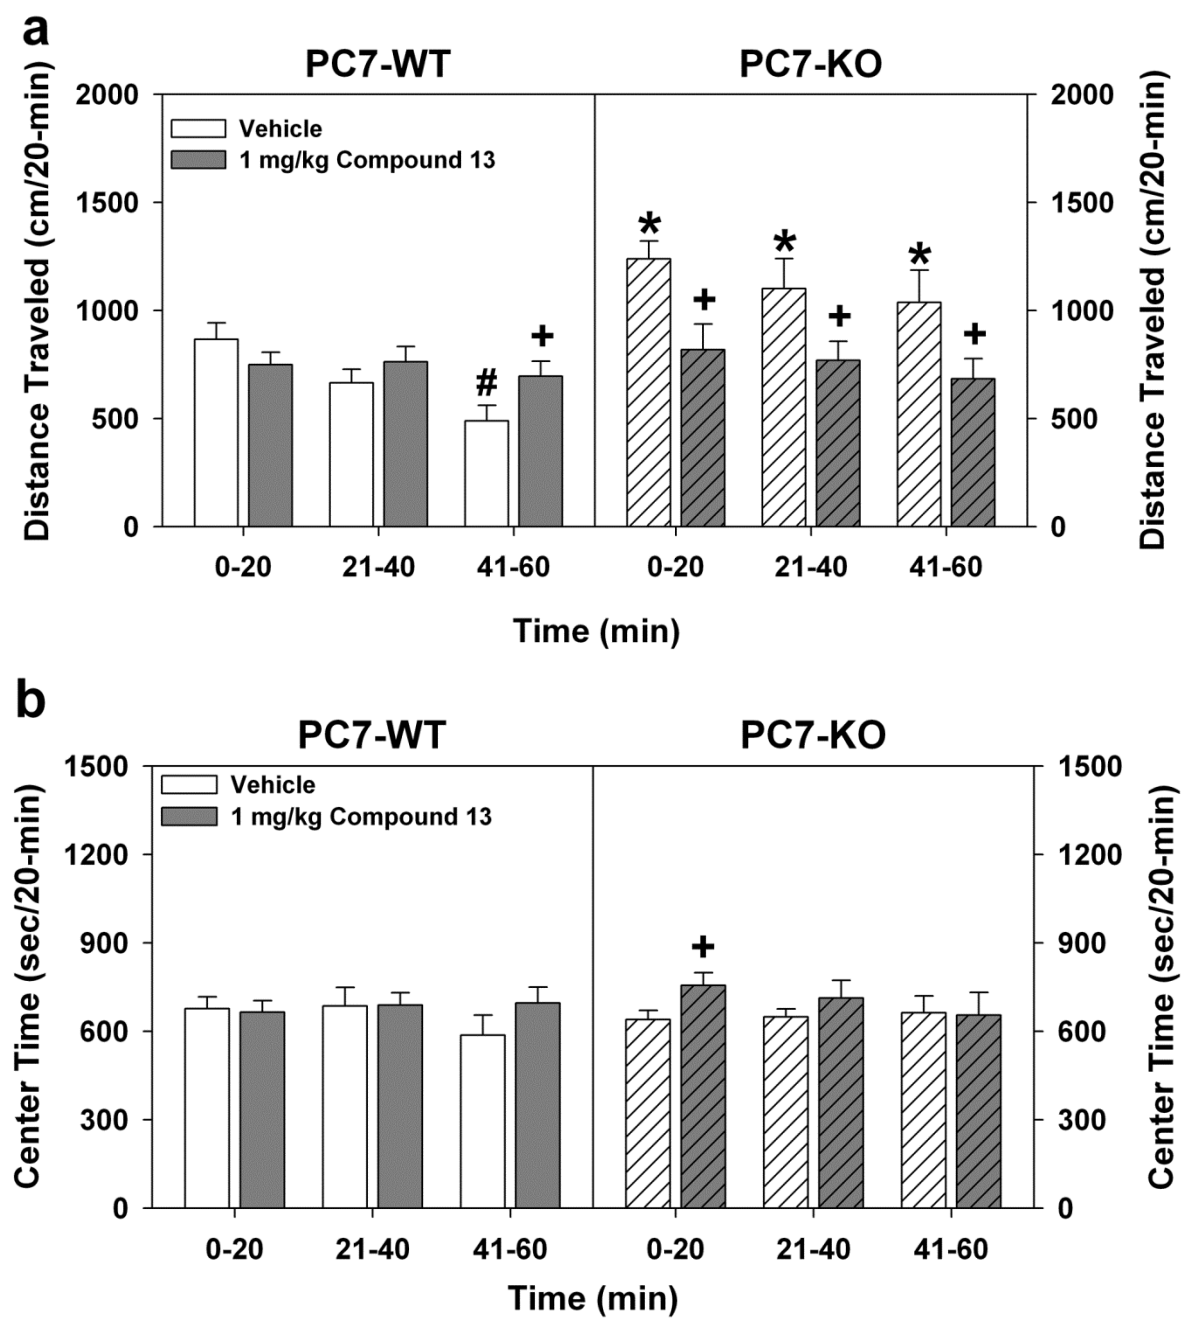 a
PC7-WT PC7-KO
Distance Traveled (cm/20-min)
2000
1500
1000
500
0
Vehicle
1 mg/kg Compound 13
#
+
*
+
*
+
*
+
2000
1500
1000
500
0
Distance Traveled (cm/20-min)
0-20 21-40 41-60 0-20 21-40 41-60
Time (min)
b
PC7-WT PC7-KO
Center Time (sec/20-min)
1500
1200
900
600
300
0
Vehicle
1 mg/kg Compound 13
+
1500
1200
900
600
300
0
Center Time (sec/20-min)
0-20 21-40 41-60 0-20 21-40 41-60
Time (min)